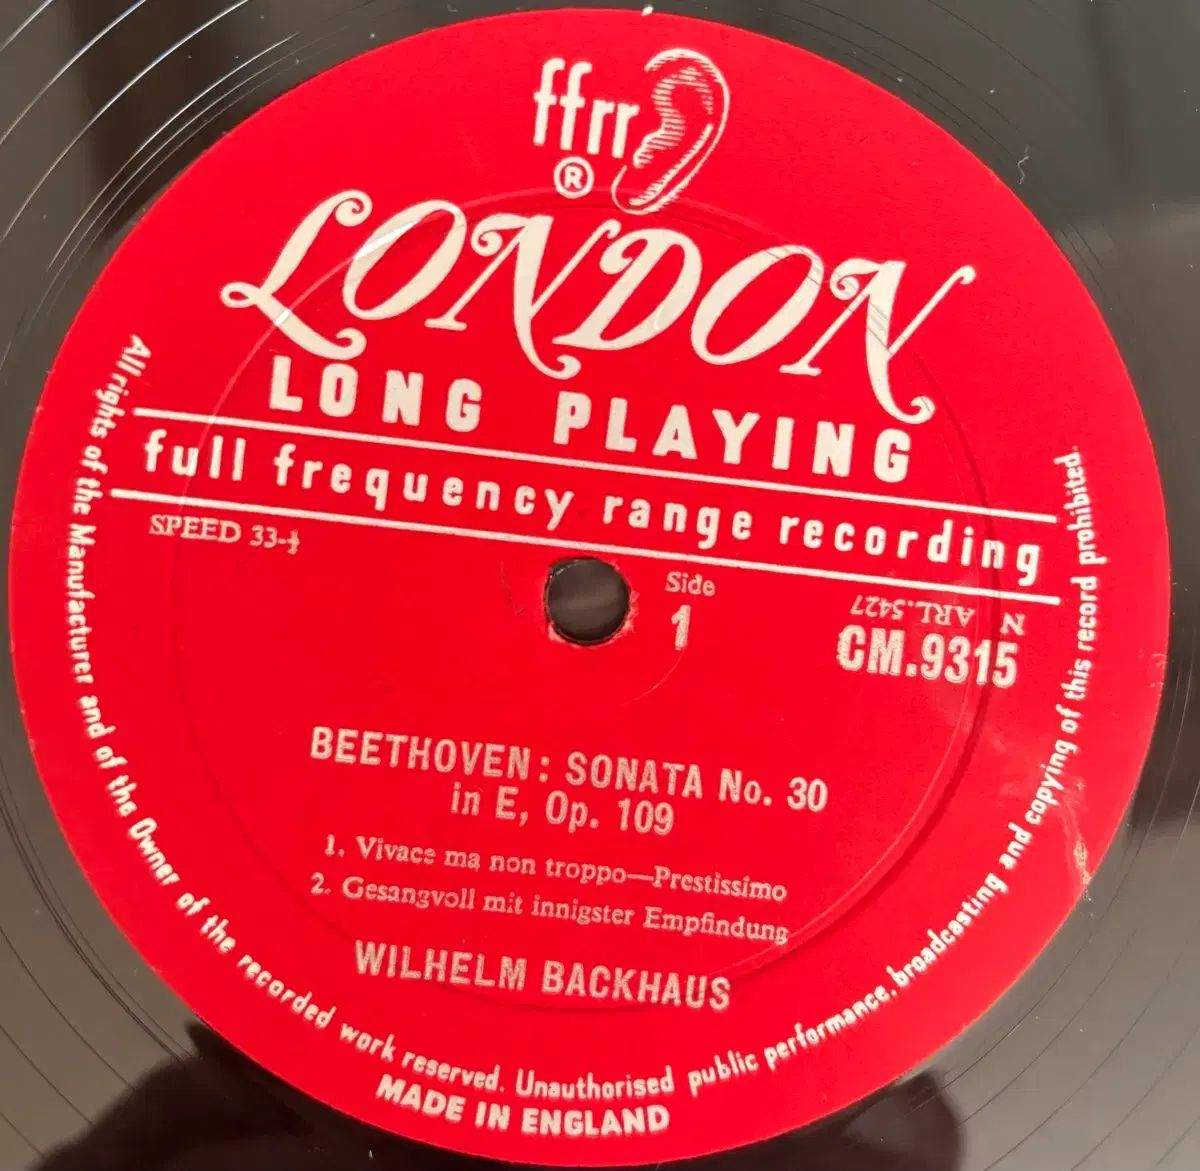 ffrr
®
LONDON
LONG PLAYING
full frequency range recording
SPEED 33-⅓
Side
1
N
ARL.5427
CM.9315
BEETHOVEN: SONATA No. 30
in E, Op. 109
1. Vivace ma non troppo—Prestissimo
2. Gesangvoll mit innigster Empfindung
WILHELM BACKHAUS
All rights of the Manufacturer and of the Owner of the recorded work reserved. Unauthorised public performance, broadcasting and copying of this record prohibited.
MADE IN ENGLAND